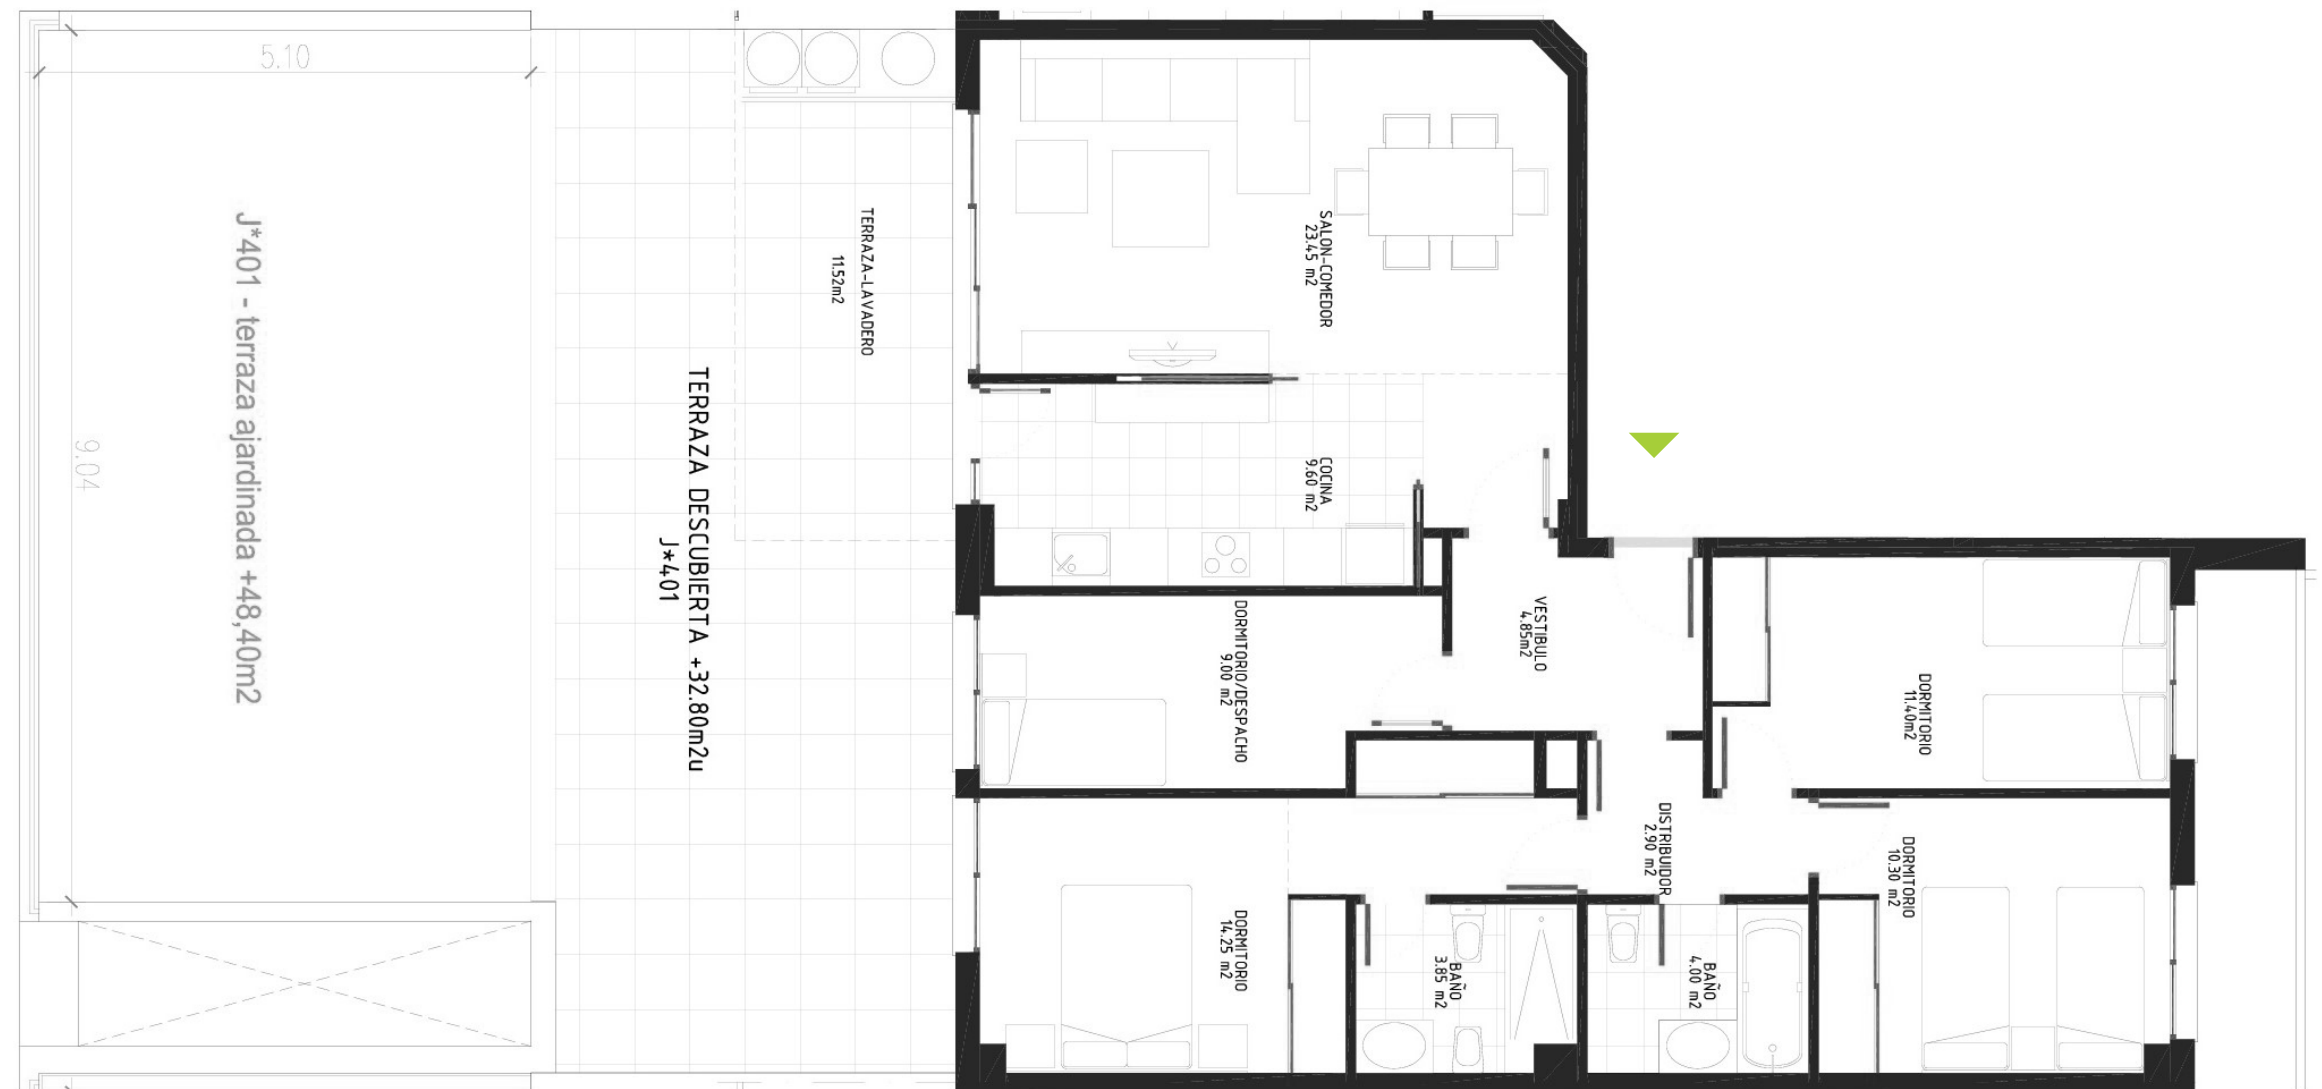 5.10
9.04
J*401 - terraza ajardinada +48,40m2
TERRAZA DESCUBIERTA +32.80m2u
J*401
TERRAZA-LAVADERO
11.52m2
SALON-COMEDOR
23.45 m2
COCINA
9.60 m2
DORMITORIO/DESPACHO
9.00 m2
VESTIBULO
4.85m2
DORMITORIO
11.40m2
DISTRIBUIDOR
2.90 m2
DORMITORIO
10.30 m2
DORMITORIO
14.25 m2
BAÑO
3.85 m2
BAÑO
4.00 m2